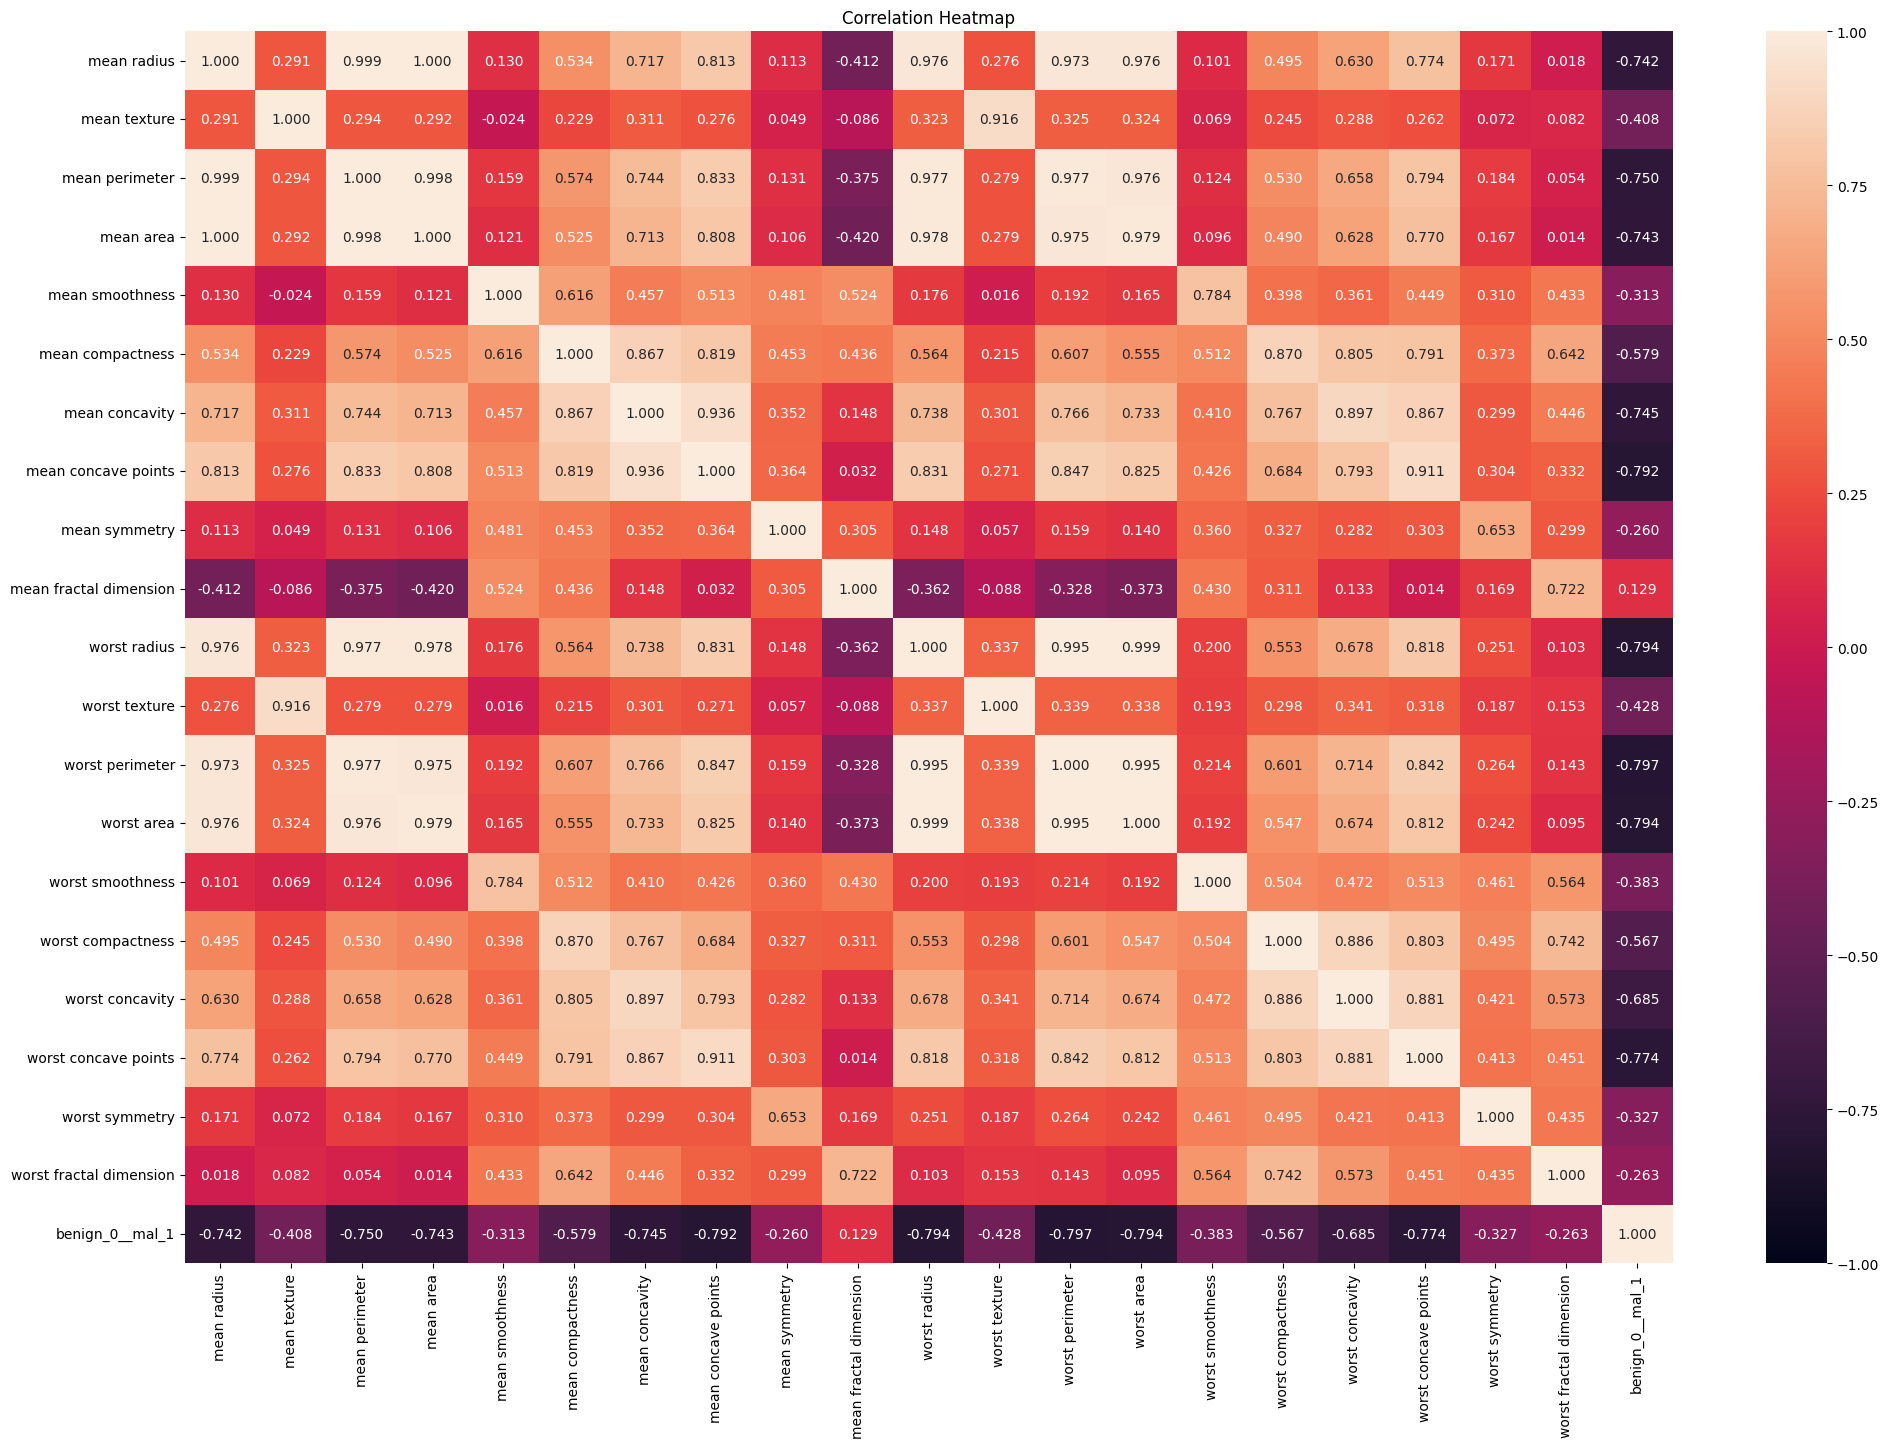 Correlation Heatmap
mean radius 1.000 0.291 0.999 1.000 0.130 0.534 0.717 0.813 0.113 -0.412 0.976 0.276 0.973 0.976 0.101 0.495 0.630 0.774 0.171 0.018 -0.742
mean texture 0.291 1.000 0.294 0.292 -0.024 0.229 0.311 0.276 0.049 -0.086 0.323 0.916 0.325 0.324 0.069 0.245 0.288 0.262 0.072 0.082 -0.408
mean perimeter 0.999 0.294 1.000 0.998 0.159 0.574 0.744 0.833 0.131 -0.375 0.977 0.279 0.977 0.976 0.124 0.530 0.658 0.794 0.184 0.054 -0.750
mean area 1.000 0.292 0.998 1.000 0.121 0.525 0.713 0.808 0.106 -0.420 0.978 0.279 0.975 0.979 0.096 0.490 0.628 0.770 0.167 0.014 -0.743
mean smoothness 0.130 -0.024 0.159 0.121 1.000 0.616 0.457 0.513 0.481 0.524 0.176 0.016 0.192 0.165 0.784 0.398 0.361 0.449 0.310 0.433 -0.313
mean compactness 0.534 0.229 0.574 0.525 0.616 1.000 0.867 0.819 0.453 0.436 0.564 0.215 0.607 0.555 0.512 0.870 0.805 0.791 0.373 0.642 -0.579
mean concavity 0.717 0.311 0.744 0.713 0.457 0.867 1.000 0.936 0.352 0.148 0.738 0.301 0.766 0.733 0.410 0.767 0.897 0.867 0.299 0.446 -0.745
mean concave points 0.813 0.276 0.833 0.808 0.513 0.819 0.936 1.000 0.364 0.032 0.831 0.271 0.847 0.825 0.426 0.684 0.793 0.911 0.304 0.332 -0.792
mean symmetry 0.113 0.049 0.131 0.106 0.481 0.453 0.352 0.364 1.000 0.305 0.148 0.057 0.159 0.140 0.360 0.327 0.282 0.303 0.653 0.299 -0.260
mean fractal dimension -0.412 -0.086 -0.375 -0.420 0.524 0.436 0.148 0.032 0.305 1.000 -0.362 -0.088 -0.328 -0.373 0.430 0.311 0.133 0.014 0.169 0.722 0.129
worst radius 0.976 0.323 0.977 0.978 0.176 0.564 0.738 0.831 0.148 -0.362 1.000 0.337 0.995 0.999 0.200 0.553 0.678 0.818 0.251 0.103 -0.794
worst texture 0.276 0.916 0.279 0.279 0.016 0.215 0.301 0.271 0.057 -0.088 0.337 1.000 0.339 0.338 0.193 0.298 0.341 0.318 0.187 0.153 -0.428
worst perimeter 0.973 0.325 0.977 0.975 0.192 0.607 0.766 0.847 0.159 -0.328 0.995 0.339 1.000 0.995 0.214 0.601 0.714 0.842 0.264 0.143 -0.797
worst area 0.976 0.324 0.976 0.979 0.165 0.555 0.733 0.825 0.140 -0.373 0.999 0.338 0.995 1.000 0.192 0.547 0.674 0.812 0.242 0.095 -0.794
worst smoothness 0.101 0.069 0.124 0.096 0.784 0.512 0.410 0.426 0.360 0.430 0.200 0.193 0.214 0.192 1.000 0.504 0.472 0.513 0.461 0.564 -0.383
worst compactness 0.495 0.245 0.530 0.490 0.398 0.870 0.767 0.684 0.327 0.311 0.553 0.298 0.601 0.547 0.504 1.000 0.886 0.803 0.495 0.742 -0.567
worst concavity 0.630 0.288 0.658 0.628 0.361 0.805 0.897 0.793 0.282 0.133 0.678 0.341 0.714 0.674 0.472 0.886 1.000 0.881 0.421 0.573 -0.685
worst concave points 0.774 0.262 0.794 0.770 0.449 0.791 0.867 0.911 0.303 0.014 0.818 0.318 0.842 0.812 0.513 0.803 0.881 1.000 0.413 0.451 -0.774
worst symmetry 0.171 0.072 0.184 0.167 0.310 0.373 0.299 0.304 0.653 0.169 0.251 0.187 0.264 0.242 0.461 0.495 0.421 0.413 1.000 0.435 -0.327
worst fractal dimension 0.018 0.082 0.054 0.014 0.433 0.642 0.446 0.332 0.299 0.722 0.103 0.153 0.143 0.095 0.564 0.742 0.573 0.451 0.435 1.000 -0.263
benign_0__mal_1 -0.742 -0.408 -0.750 -0.743 -0.313 -0.579 -0.745 -0.792 -0.260 0.129 -0.794 -0.428 -0.797 -0.794 -0.383 -0.567 -0.685 -0.774 -0.327 -0.263 1.000
mean radius
mean texture
mean perimeter
mean area
mean smoothness
mean compactness
mean concavity
mean concave points
mean symmetry
mean fractal dimension
worst radius
worst texture
worst perimeter
worst area
worst smoothness
worst compactness
worst concavity
worst concave points
worst symmetry
worst fractal dimension
benign_0__mal_1
1.00
0.75
0.50
0.25
0.00
−0.25
−0.50
−0.75
−1.00